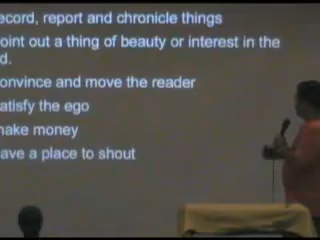 ecord, report and chronicle things
oint out a thing of beauty or interest in the
d.
onvince and move the reader
atisfy the ego
make money
ave a place to shout